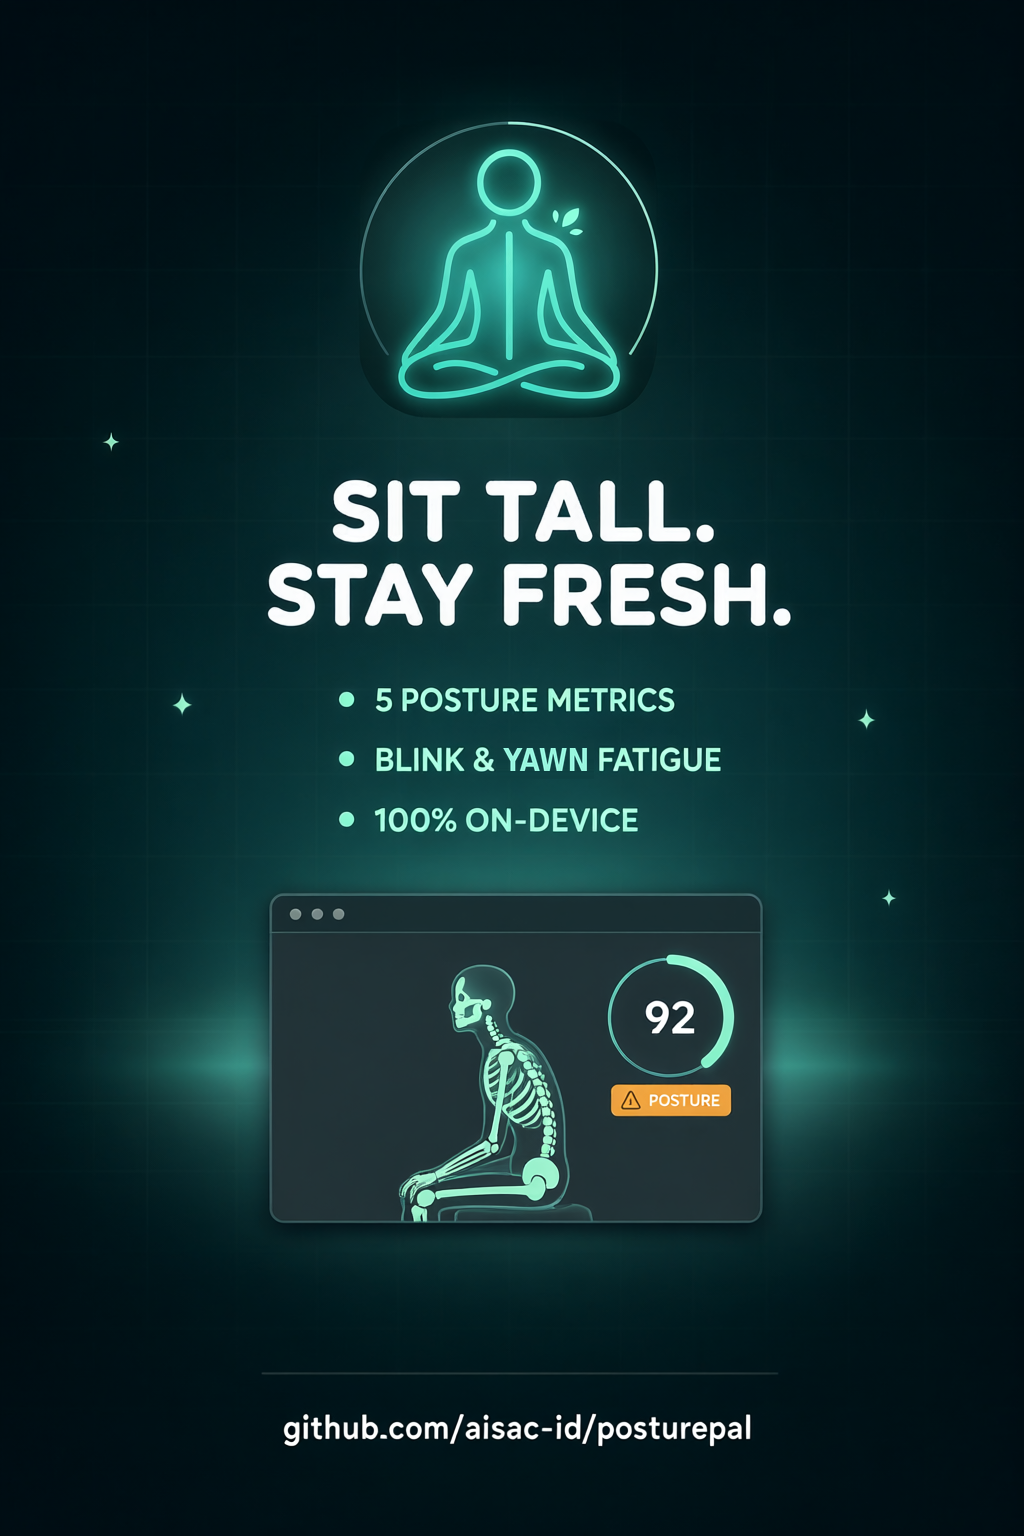 SIT TALL.
STAY FRESH.
5 POSTURE METRICS
BLINK & YAWN FATIGUE
100% ON-DEVICE
92
POSTURE
github.com/aisac-id/posturepal